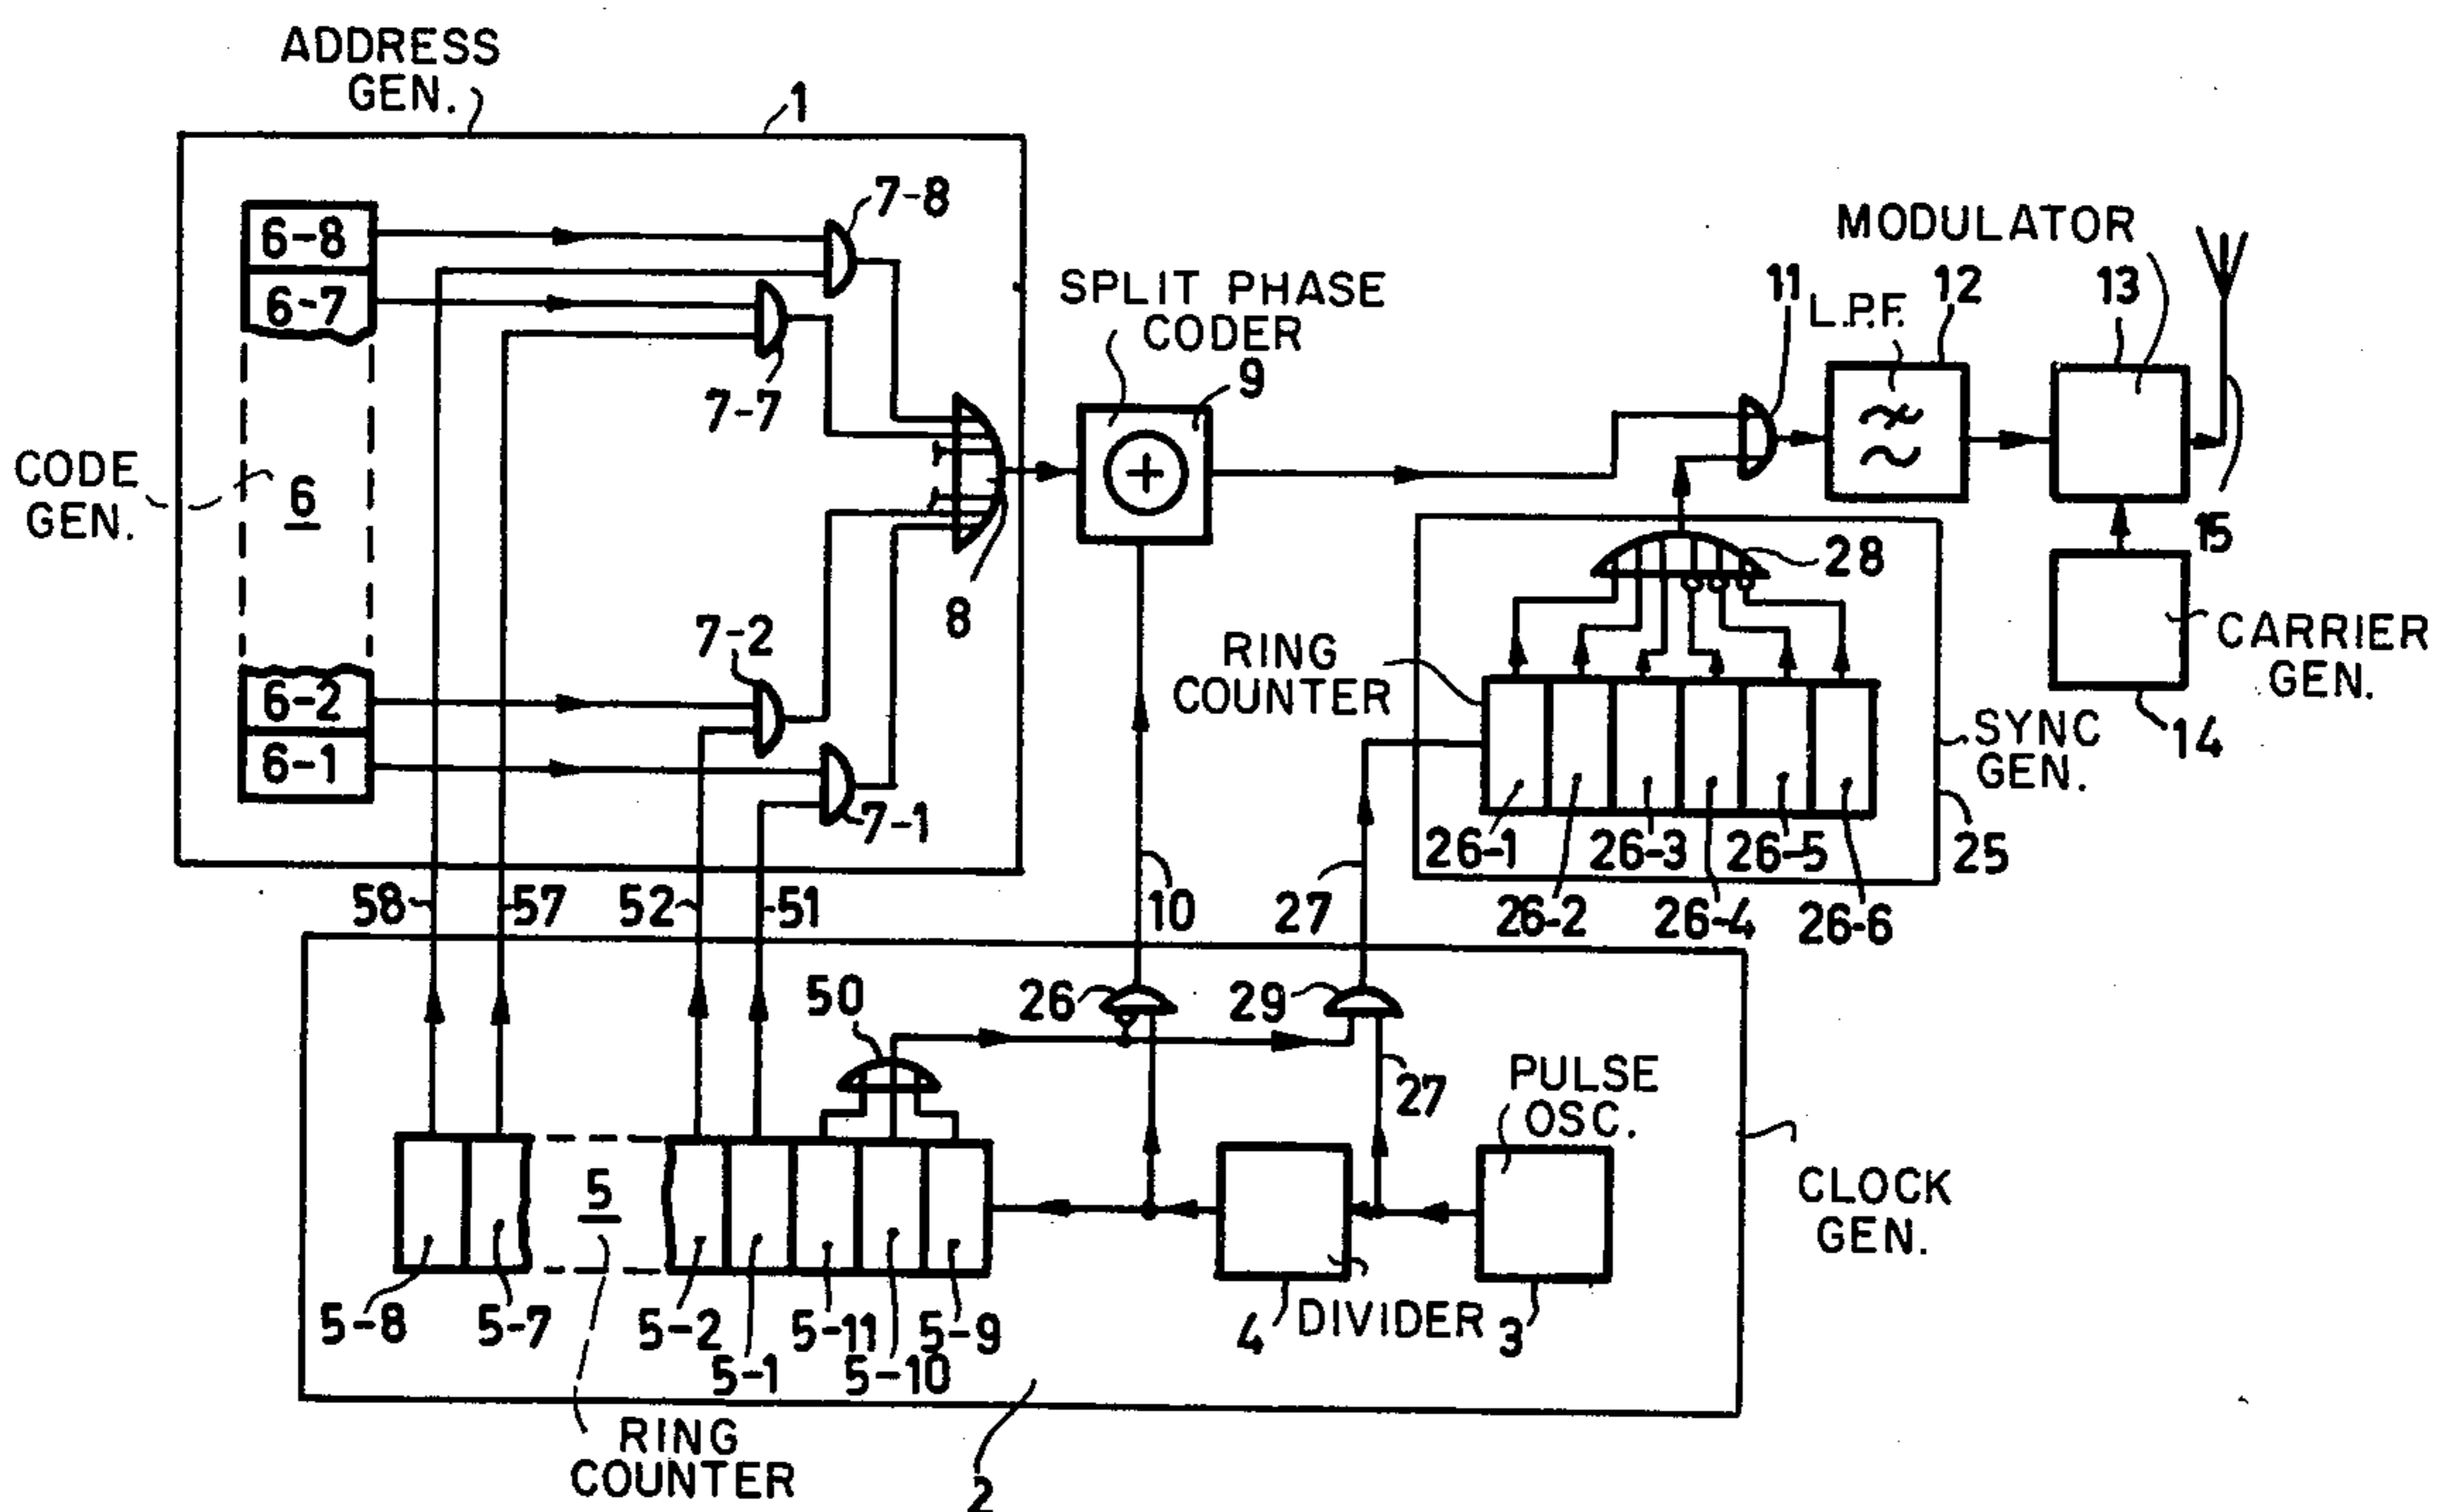 ADDRESS
GEN.
1
6-8
6-7
7-8
7-7
CODE
GEN.
6
6-2
6-1
7-2
7-1
8
SPLIT PHASE
CODER
9
MODULATOR
11
L.P.F.
12
13
15
28
RING
COUNTER
CARRIER
GEN.
14
SYNC
GEN.
25
26-1
26-3
26-5
26-2
26-4
26-6
58
57
52
51
10
27
50
26
29
27
PULSE
OSC.
5
CLOCK
GEN.
5-8
5-7
5-2
5-11
5-9
5-1
5-10
4
DIVIDER
3
RING
COUNTER
2